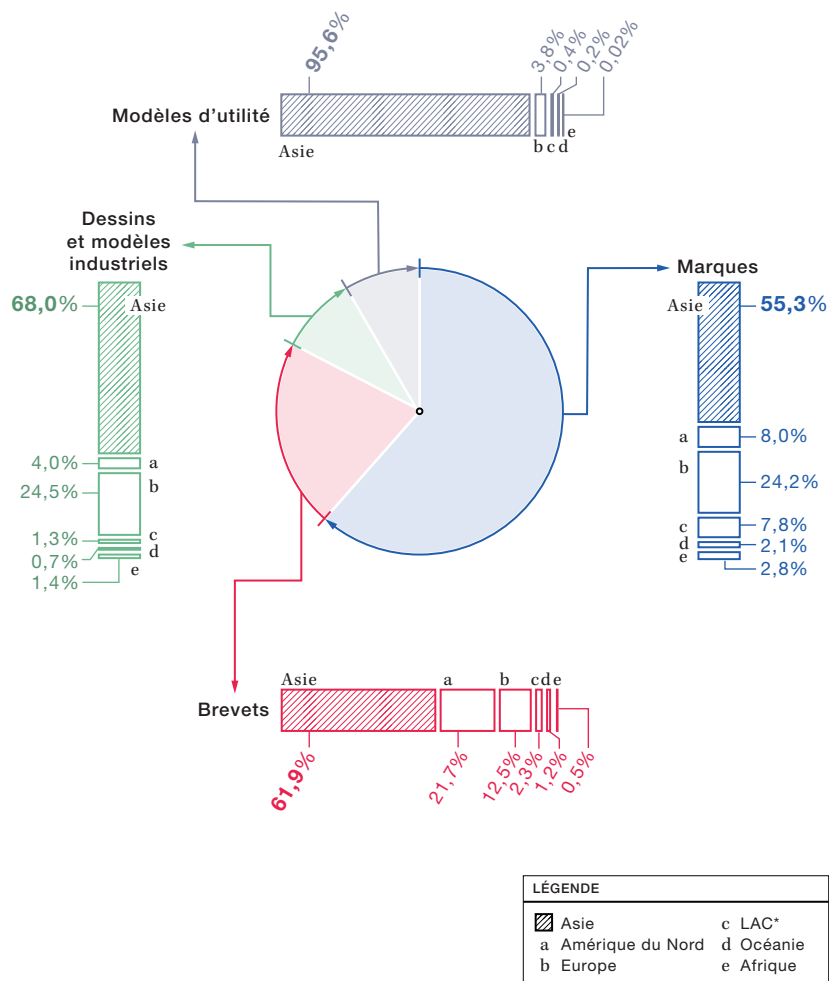 95,6%
3,8%
0,4%
0,2%
0,02%
Modèles d'utilité
Asie
b c d
e
Dessins
et modèles
industriels
68,0%
Asie
4,0%
a
24,5%
b
1,3%
c
0,7%
d
1,4%
e
Marques
Asie
55,3%
a
8,0%
b
24,2%
c
7,8%
d
2,1%
e
2,8%
Brevets
Asie
a
b
c d e
61,9%
21,7%
12,5%
2,3%
1,2%
0,5%
LÉGENDE
Asie
a Amérique du Nord
b Europe
c LAC*
d Océanie
e Afrique